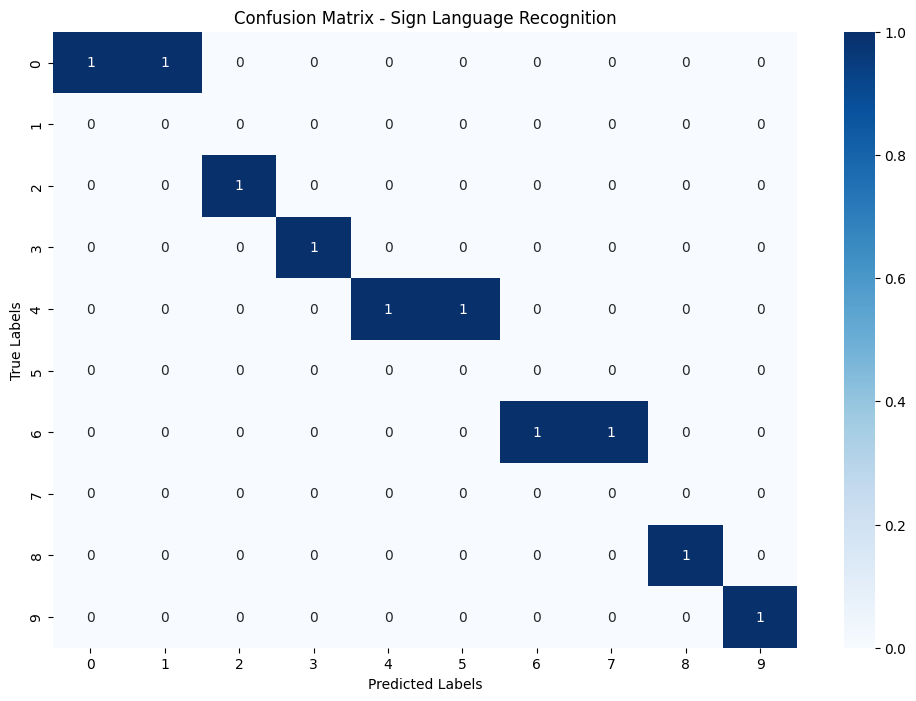 Confusion Matrix - Sign Language Recognition
0 1 1 0 0 0 0 0 0 0 0
1 0 0 0 0 0 0 0 0 0 0
2 0 0 1 0 0 0 0 0 0 0
3 0 0 0 1 0 0 0 0 0 0
4 0 0 0 0 1 1 0 0 0 0
5 0 0 0 0 0 0 0 0 0 0
6 0 0 0 0 0 0 1 1 0 0
7 0 0 0 0 0 0 0 0 0 0
8 0 0 0 0 0 0 0 0 1 0
9 0 0 0 0 0 0 0 0 0 1
0 1 2 3 4 5 6 7 8 9
True Labels
Predicted Labels
1.0
0.8
0.6
0.4
0.2
0.0